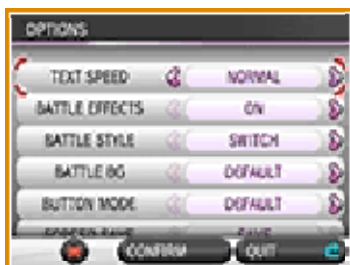 OPTIONS
TEXT SPEED NORMAL
BATTLE EFFECTS ON
BATTLE STYLE SWITCH
BATTLE BG DEFAULT
BUTTON MODE DEFAULT
CONFIRM QUIT